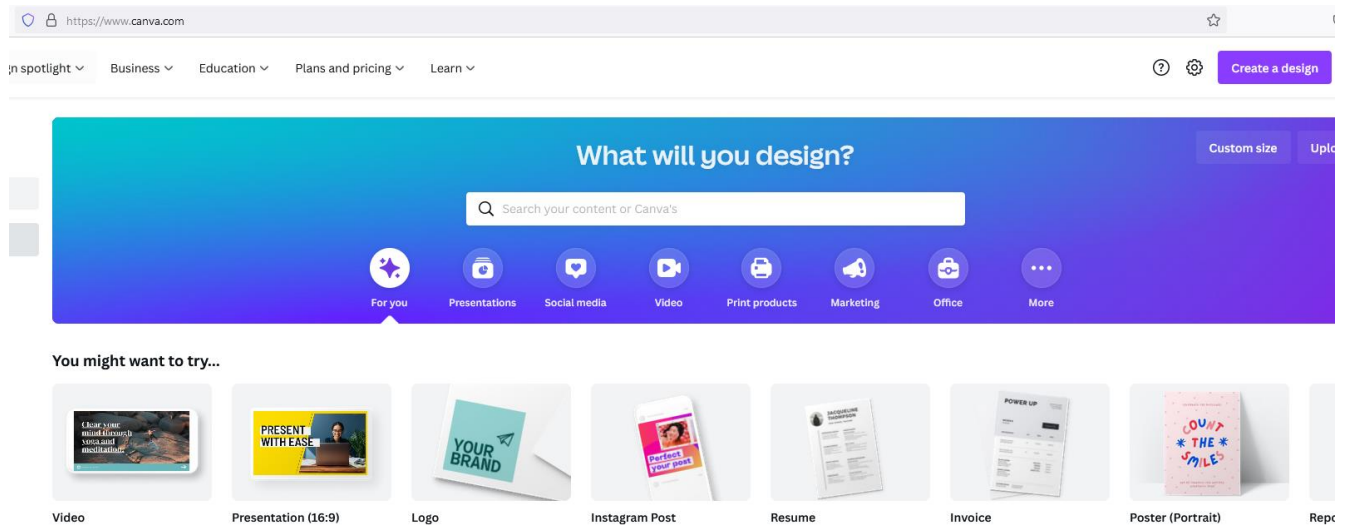 https://www.canva.com
gn spotlight Business Education Plans and pricing Learn Create a design
What will you design?
Custom size Uplo
Search your content or Canva's
For you Presentations Social media Video Print products Marketing Office More
You might want to try...
Clear your
mind through
yoga and
meditation.
PRESENT
WITH EASE
YOUR
BRAND
Perfect
your post
JACQUELINE
THOMPSON
POWER UP
COUNT
THE
SMILES
Video Presentation (16:9) Logo Instagram Post Resume Invoice Poster (Portrait) Repo